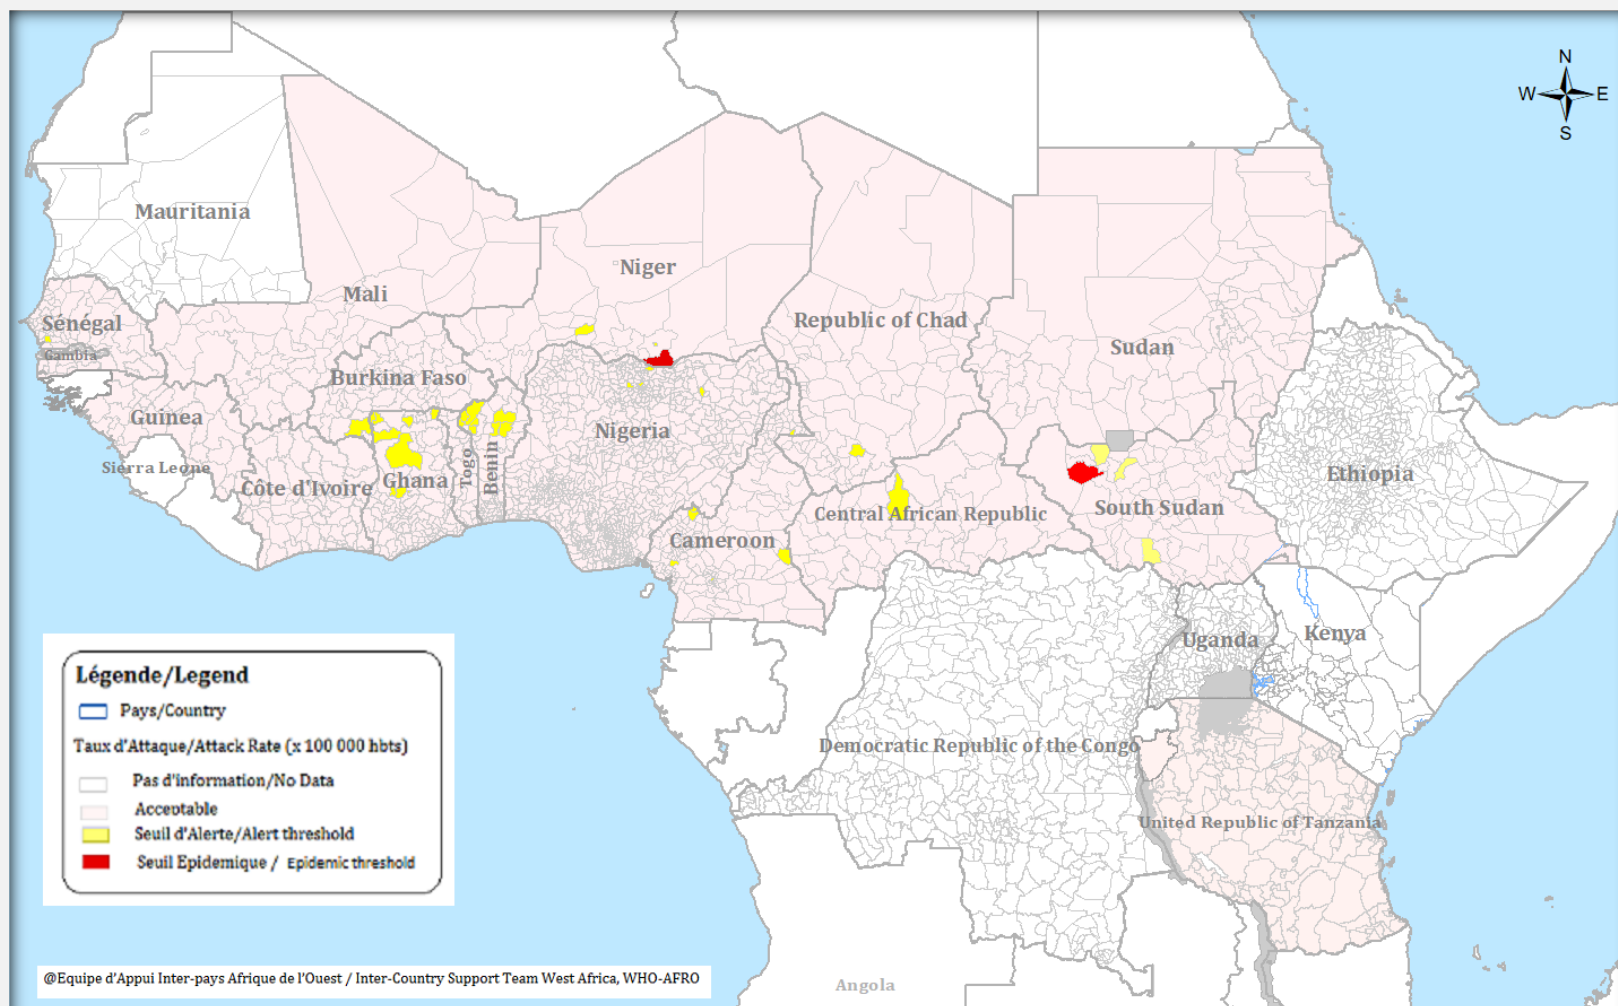 N
W E
S
Mauritania
Niger
Mali
Republic of Chad
Sénégal
Sudan
Gambia
Burkina Faso
Guinea
Nigeria
Sierra Leone
Togo
Benin
Ghana
Côte d'Ivoire
Ethiopia
South Sudan
Central African Republic
Cameroon
Uganda
Kenya
Democratic Republic of the Congo
United Republic of Tanzania
Angola
Légende/Legend
Pays/Country
Taux d'Attaque/Attack Rate (x 100 000 hbts)
Pas d'information/No Data
Acceptable
Seuil d'Alerte/Alert threshold
Seuil Epidemique / Epidemic threshold
@Equipe d'Appui Inter-pays Afrique de l'Ouest / Inter-Country Support Team West Africa, WHO-AFRO